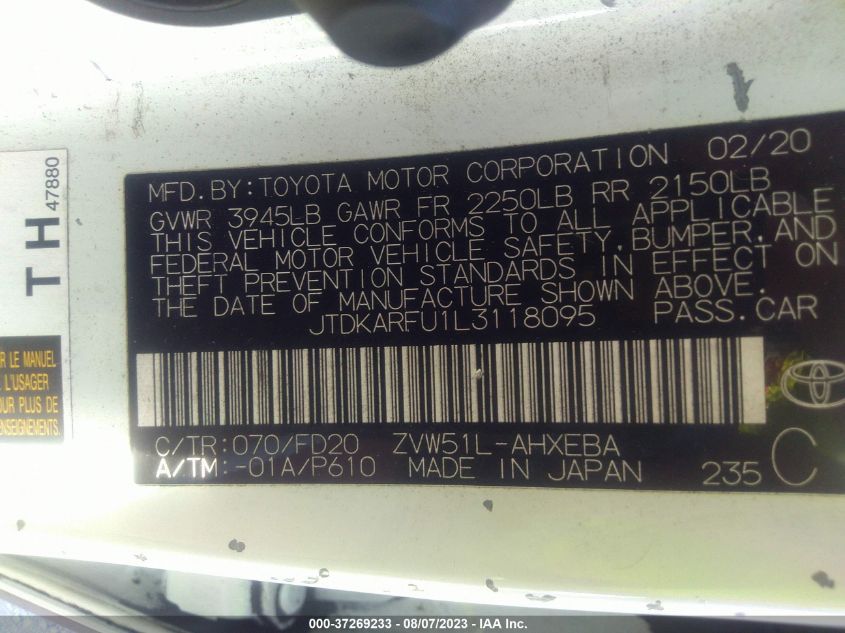 TH
47880
R LE MANUEL
L'USAGER
OUR PLUS DE
ENSEIGNEMENTS.
MFD.BY:TOYOTA MOTOR CORPORATION 02/20
GVWR 3945LB GAWR FR 2250LB RR 2150LB
THIS VEHICLE CONFORMS TO ALL APPLICABLE
FEDERAL MOTOR VEHICLE SAFETY,BUMPER,AND
THEFT PREVENTION STANDARDS IN EFFECT ON
THE DATE OF MANUFACTURE SHOWN ABOVE.
JTDKARFU1L3118095 PASS.CAR
C/TR:070/FD20 ZVW51L-AHXEBA
A/TM:-01A/P610 MADE IN JAPAN 235 C
000-37269233 - 08/07/2023 - IAA Inc.